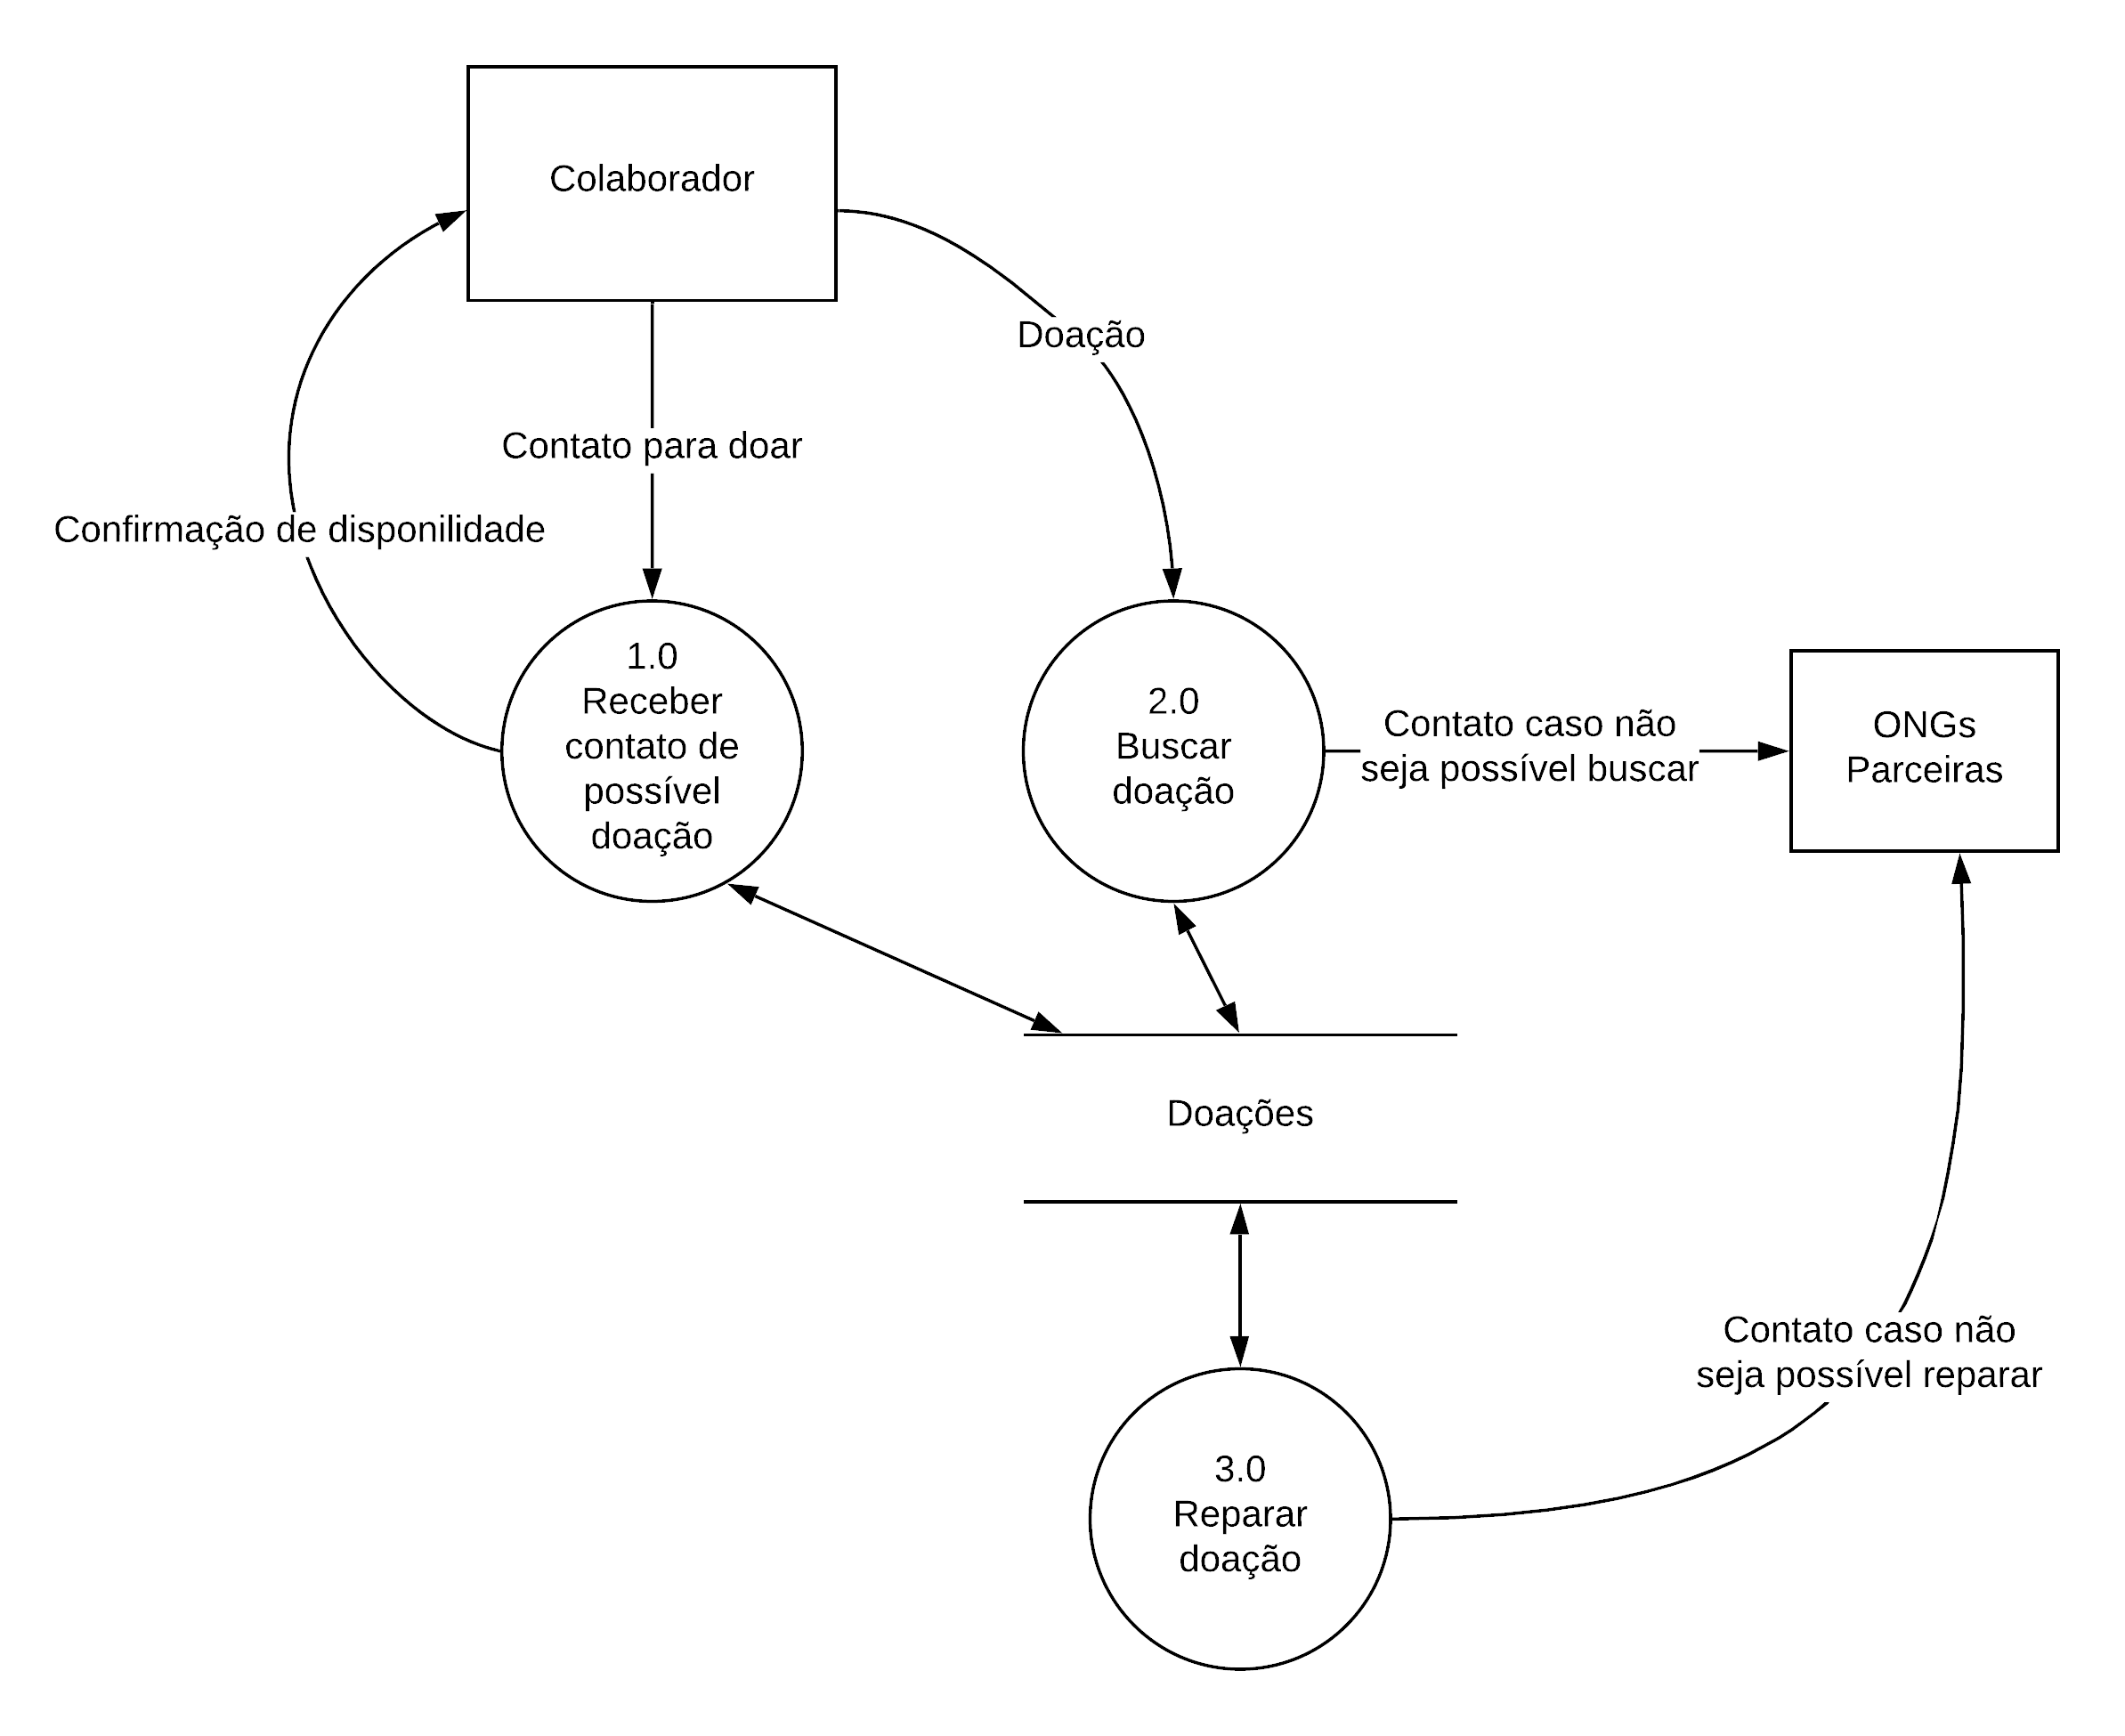 Colaborador
Doação
Contato para doar
Confirmação de disponilidade
1.0
Receber
contato de
possível
doação
2.0
Buscar
doação
Contato caso não
seja possível buscar
ONGs
Parceiras
Doações
Contato caso não
seja possível reparar
3.0
Reparar
doação